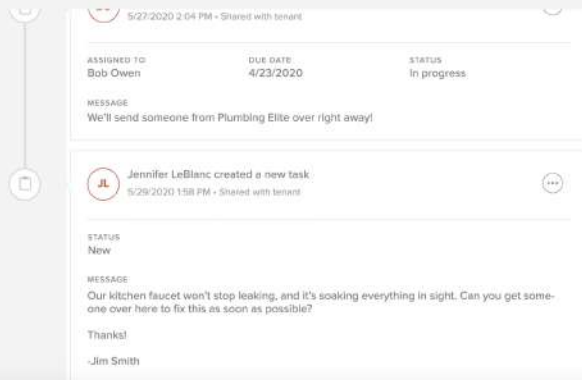 5/27/2020 2:04 PM • Shared with tenant
ASSIGNED TO DUE DATE STATUS
Bob Owen 4/23/2020 In progress
MESSAGE
We'll send someone from Plumbing Elite over right away!
JL
Jennifer LeBlanc created a new task
5/29/2020 1:58 PM • Shared with tenant
STATUS
New
MESSAGE
Our kitchen faucet won't stop leaking, and it's soaking everything in sight. Can you get some-
one over here to fix this as soon as possible?
Thanks!
-Jim Smith